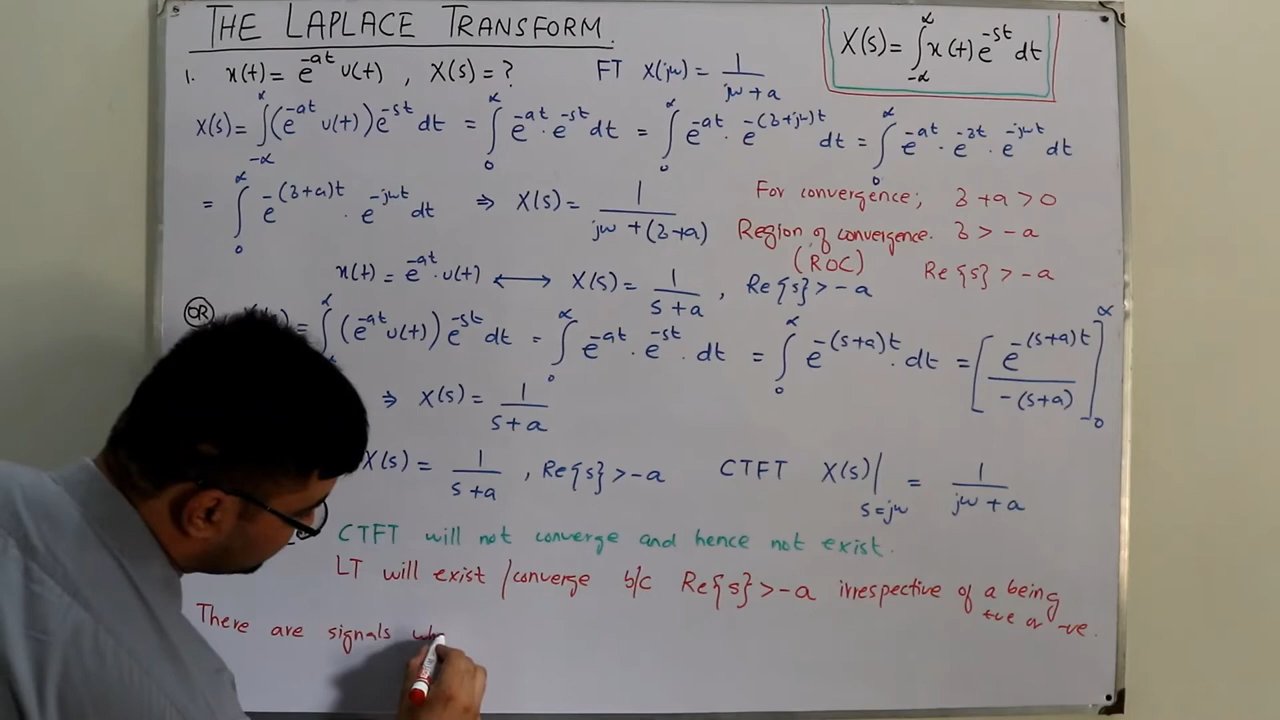 THE LAPLACE TRANSFORM.
X(s) = ∫_{-∞}^{∞} x(t) e^{-st} dt
1. x(t) = e^{-at} u(t) , X(s) = ? FT X(jω) = 1/(jω + a)
X(s) = ∫_{-∞}^{∞} (e^{-at} u(t)) e^{-st} dt = ∫_{0}^{∞} e^{-at} . e^{-st} dt = ∫_{0}^{∞} e^{-at} . e^{-(σ+jω)t} dt = ∫_{0}^{∞} e^{-at} . e^{-σt} . e^{-jωt} dt
= ∫_{0}^{∞} e^{-(σ+a)t} . e^{-jωt} dt ⇒ X(s) = 1/(jω + (σ+a))
For convergence; σ + a > 0
Region of convergence. σ > -a
(ROC) Re{s} > -a
x(t) = e^{-at} . u(t) ⟷ X(s) = 1/(s+a) , Re{s} > -a
OR = ∫^{∞} (e^{-at} u(t)) e^{-st} dt = ∫_{0}^{∞} e^{-at} . e^{-st} . dt = ∫_{0}^{∞} e^{-(s+a)t} . dt = [e^{-(s+a)t}/-(s+a)]_{0}^{∞}
⇒ X(s) = 1/(s+a)
X(s) = 1/(s+a) , Re{s} > -a CTFT X(s)|_{s=jω} = 1/(jω + a)
CTFT will not converge and hence not exist.
LT will exist /converge b/c Re{s} > -a irrespective of a being
+ve or -ve.
There are signals wh